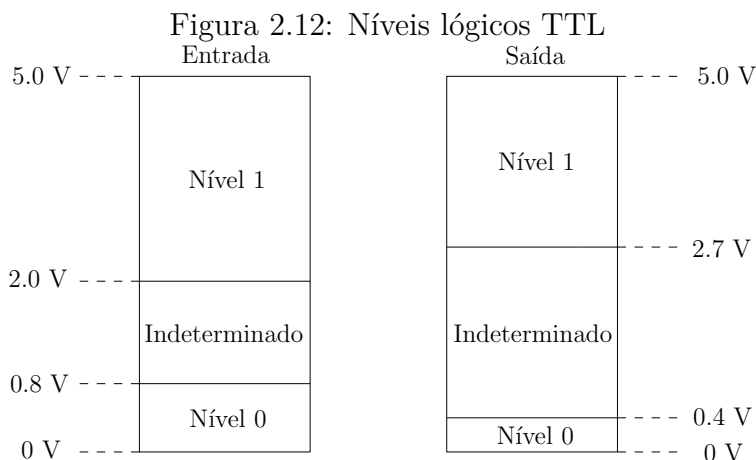 Figura 2.12: Níveis lógicos TTL
Entrada
Saída
5.0 V
5.0 V
Nível 1
Nível 1
2.7 V
2.0 V
Indeterminado
Indeterminado
0.8 V
0.4 V
Nível 0
Nível 0
0 V
0 V